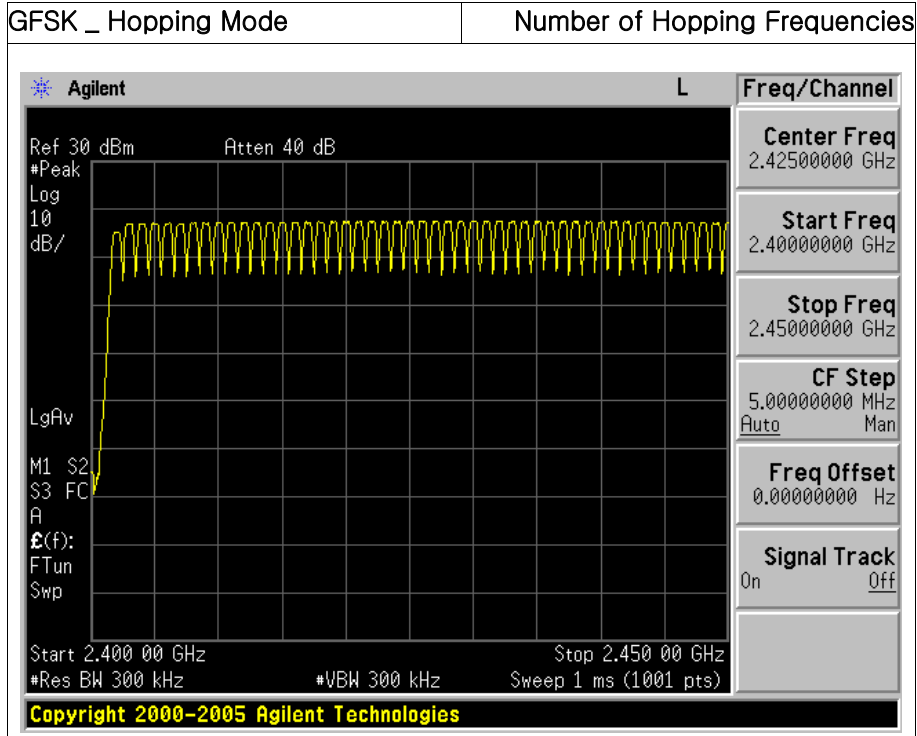 GFSK _ Hopping Mode
Number of Hopping Frequencies
Agilent
L
Freq/Channel
Ref 30 dBm
Atten 40 dB
#Peak
Log
10
dB/
LgAv
M1 S2
S3 FC
A
£(f):
FTun
Swp
Start 2.400 00 GHz
Stop 2.450 00 GHz
#Res BW 300 kHz
#VBW 300 kHz
Sweep 1 ms (1001 pts)
Copyright 2000-2005 Agilent Technologies
Center Freq
2.42500000 GHz
Start Freq
2.40000000 GHz
Stop Freq
2.45000000 GHz
CF Step
5.00000000 MHz
Auto Man
Freq Offset
0.00000000 Hz
Signal Track
On Off